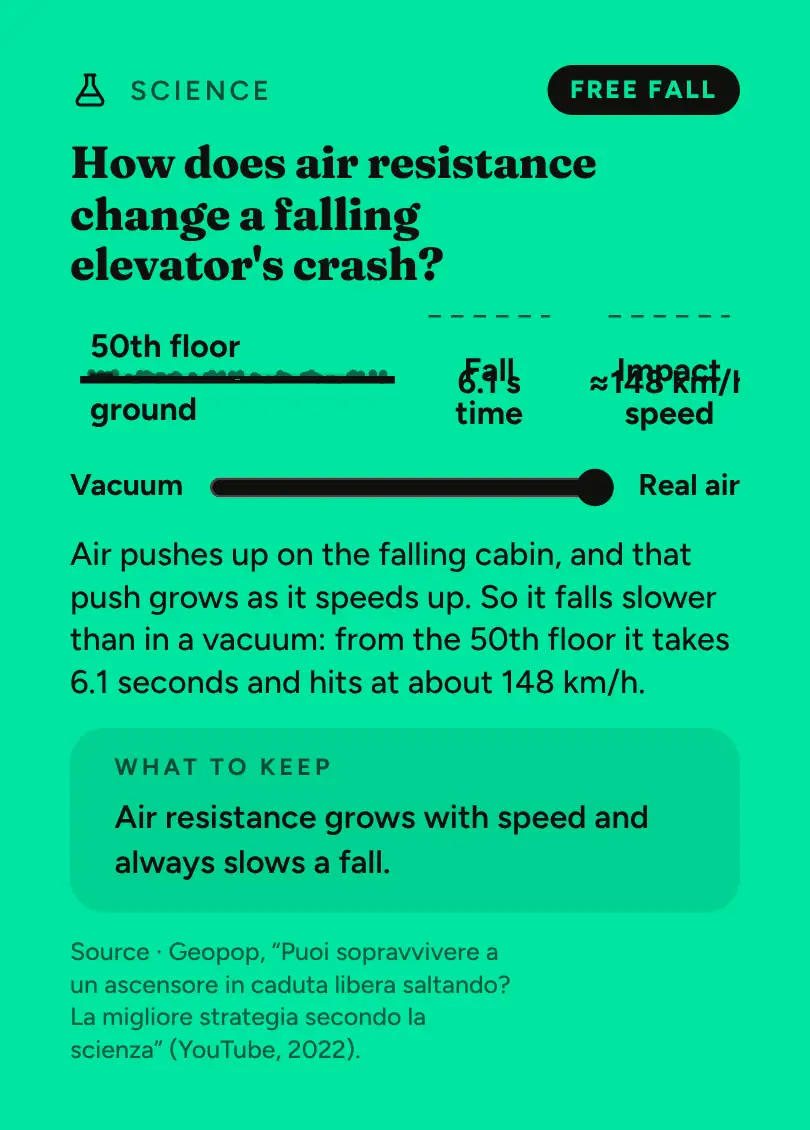 SCIENCE
FREE FALL
How does air resistance
change a falling
elevator's crash?
50th floor
ground
Fall
6.1 s
time
Impact
≈148 km/h
speed
Vacuum
Real air
Air pushes up on the falling cabin, and that
push grows as it speeds up. So it falls slower
than in a vacuum: from the 50th floor it takes
6.1 seconds and hits at about 148 km/h.
WHAT TO KEEP
Air resistance grows with speed and
always slows a fall.
Source · Geopop, “Puoi sopravvivere a
un ascensore in caduta libera saltando?
La migliore strategia secondo la
scienza” (YouTube, 2022).